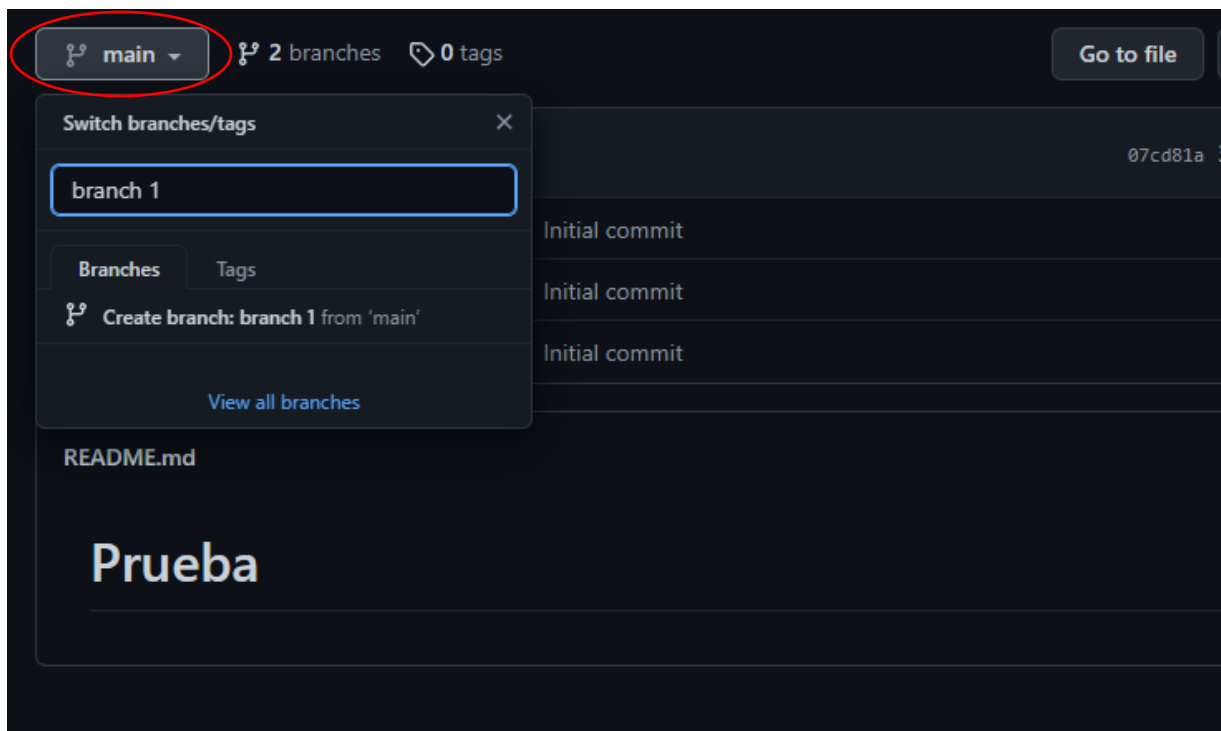 main 2 branches 0 tags Go to file
Switch branches/tags
07cd81a
branch 1
Initial commit
Branches Tags
Initial commit
Create branch: branch 1 from ‘main’
Initial commit
View all branches
README.md
Prueba